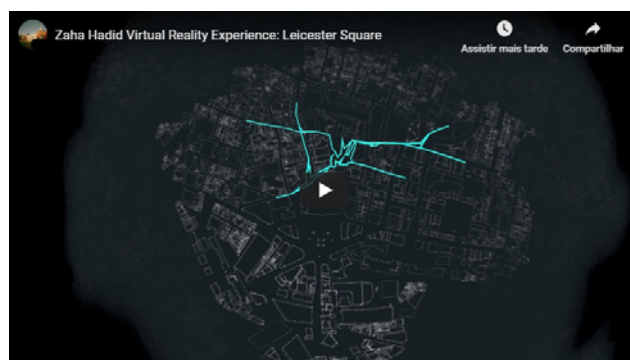 Zaha Hadid Virtual Reality Experience: Leicester Square
Assistir mais tarde
Compartilhar